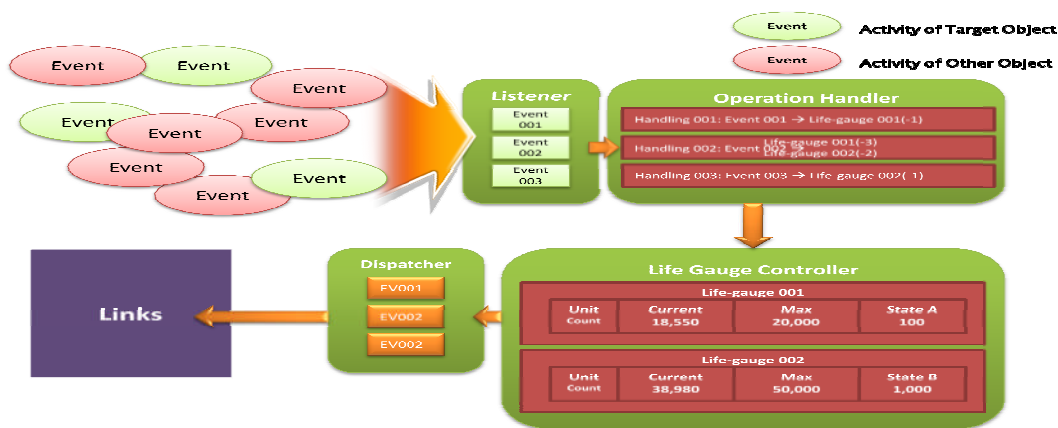 Event
Activity of Target Object
Event
Activity of Other Object
Event
Event
Event
Event
Event
Event
Event
Event
Event
Listener
Event
001
Event
002
Event
003
Operation Handler
Handling 001: Event 001 → Life-gauge 001(-1)
Handling 002: Event 002 →
Life-gauge 001(-3)
Life-gauge 002(-2)
Handling 003: Event 003 → Life-gauge 002(-1)
Links
Dispatcher
EV001
EV002
EV002
Life Gauge Controller
Life-gauge 001
Unit Current Max State A
Count 18,550 20,000 100
Life-gauge 002
Unit Current Max State B
Count 38,980 50,000 1,000